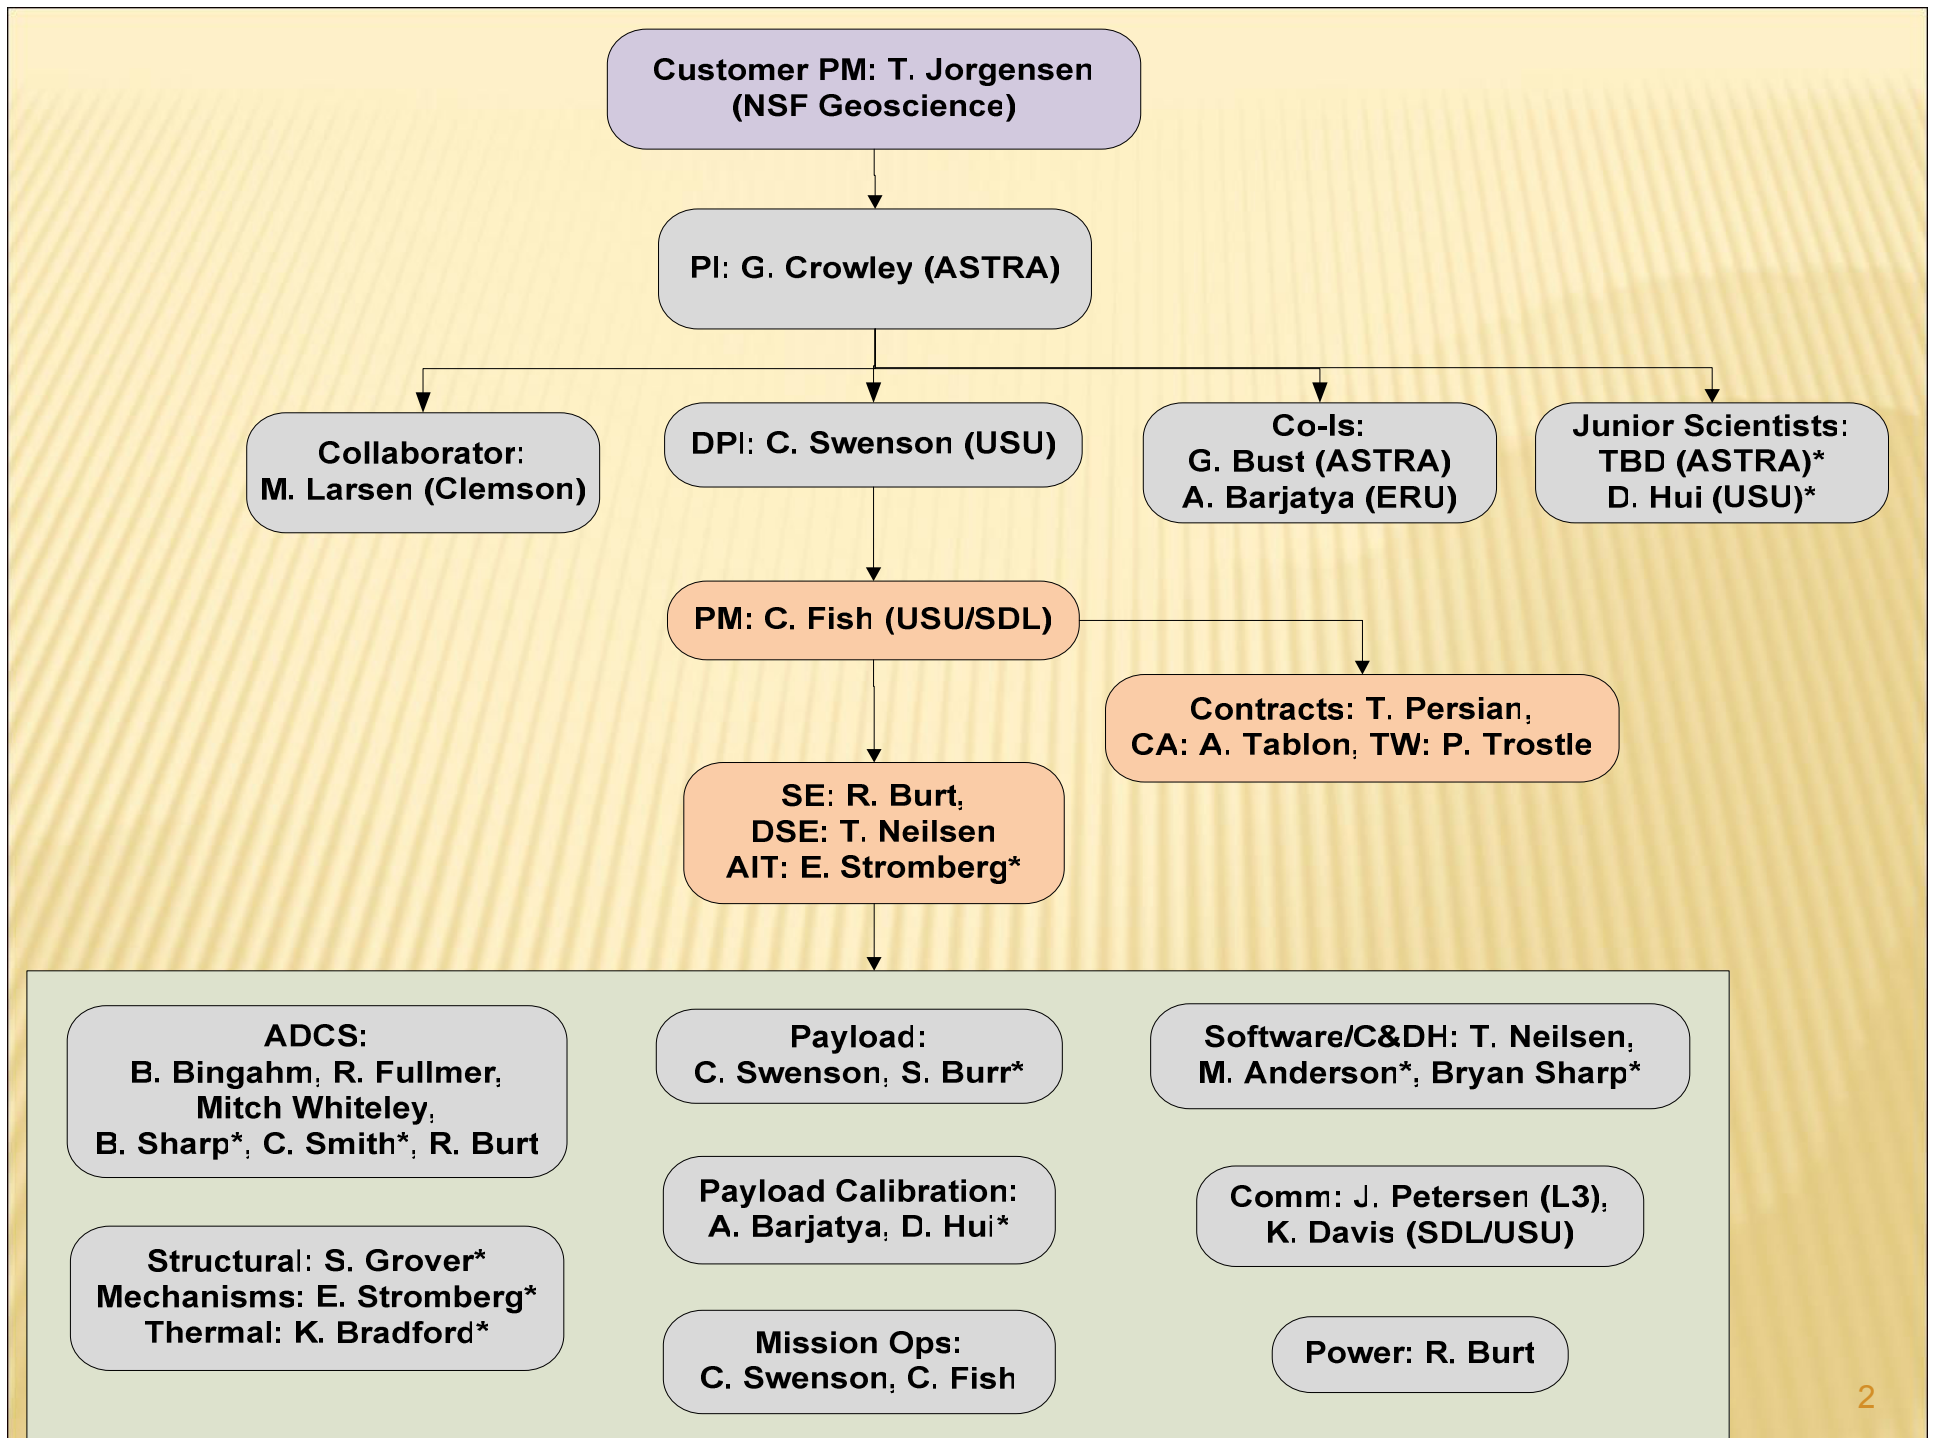 Customer PM: T. Jorgensen
(NSF Geoscience)
PI: G. Crowley (ASTRA)
Collaborator:
M. Larsen (Clemson)
DPI: C. Swenson (USU)
Co-Is:
G. Bust (ASTRA)
A. Barjatya (ERU)
Junior Scientists:
TBD (ASTRA)*
D. Hui (USU)*
PM: C. Fish (USU/SDL)
Contracts: T. Persian,
CA: A. Tablon, TW: P. Trostle
SE: R. Burt,
DSE: T. Neilsen
AIT: E. Stromberg*
ADCS:
B. Bingahm, R. Fullmer,
Mitch Whiteley,
B. Sharp*, C. Smith*, R. Burt
Payload:
C. Swenson, S. Burr*
Software/C&DH: T. Neilsen,
M. Anderson*, Bryan Sharp*
Payload Calibration:
A. Barjatya, D. Hui*
Comm: J. Petersen (L3),
K. Davis (SDL/USU)
Structural: S. Grover*
Mechanisms: E. Stromberg*
Thermal: K. Bradford*
Mission Ops:
C. Swenson, C. Fish
Power: R. Burt
2